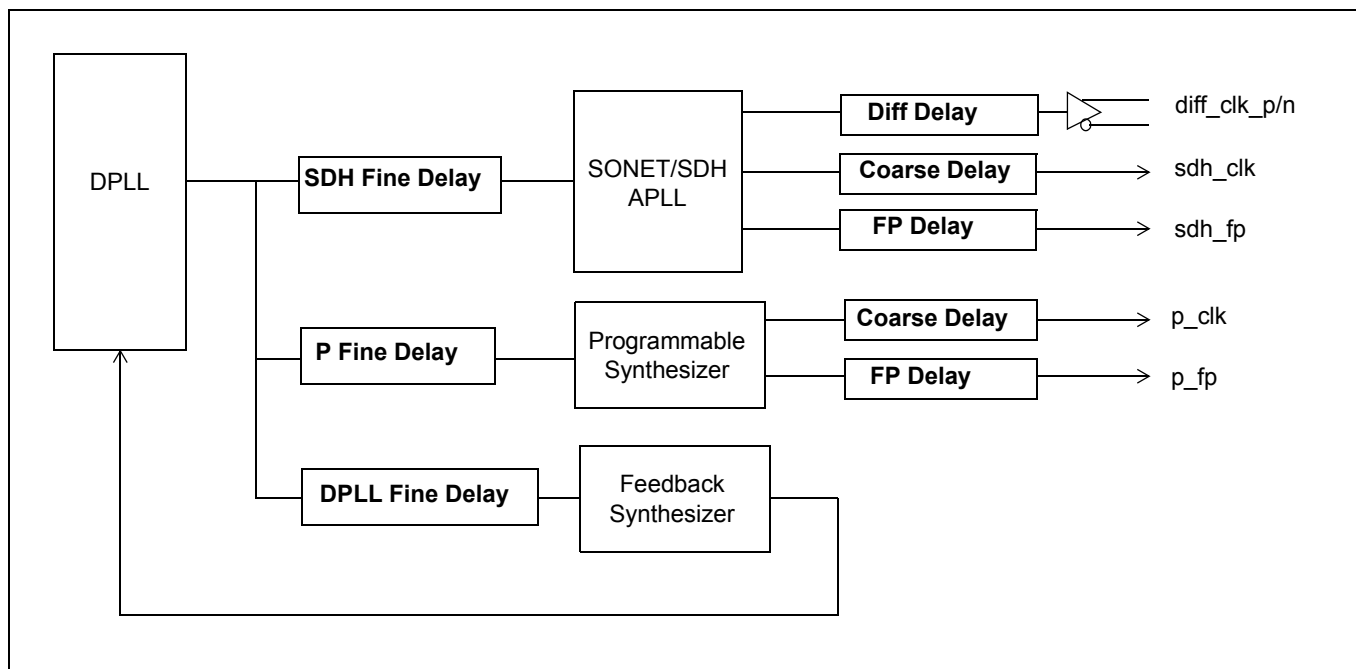 DPLL
SDH Fine Delay
SONET/SDH
APLL
Diff Delay
diff_clk_p/n
Coarse Delay
sdh_clk
FP Delay
sdh_fp
P Fine Delay
Programmable
Synthesizer
Coarse Delay
p_clk
FP Delay
p_fp
DPLL Fine Delay
Feedback
Synthesizer